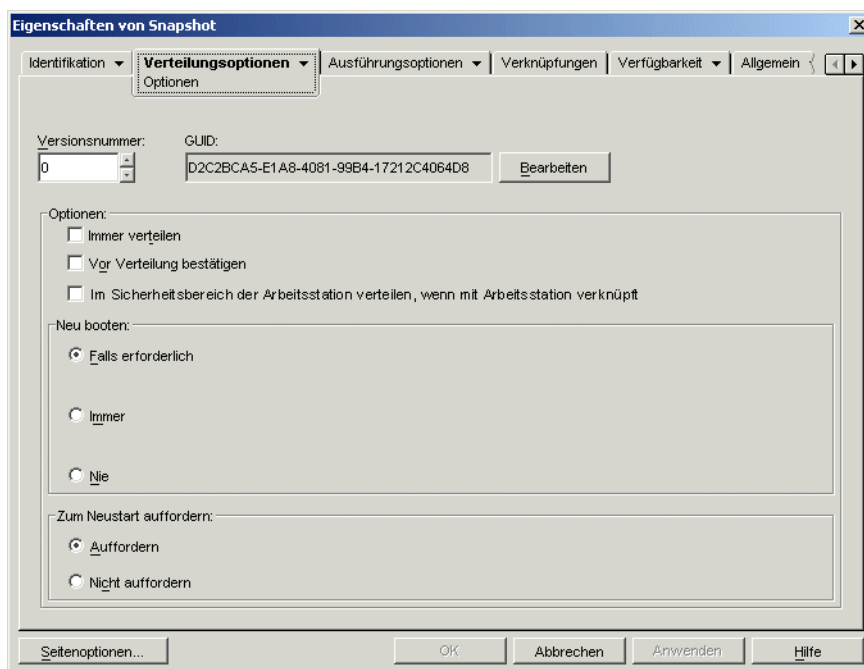 Eigenschaften von Snapshot
Identifikation Verteilungsoptionen Ausführungsoptionen Verknüpfungen Verfügbarkeit Allgemein
Optionen
Versionsnummer: GUID:
0 D2C2BCA5-E1A8-4081-99B4-17212C4064D8 Bearbeiten
Optionen:
Immer verteilen
Vor Verteilung bestätigen
Im Sicherheitsbereich der Arbeitsstation verteilen, wenn mit Arbeitsstation verknüpft
Neu booten:
Falls erforderlich
Immer
Nie
Zum Neustart auffordern:
Auffordern
Nicht auffordern
Seitenoptionen... OK Abbrechen Anwenden Hilfe